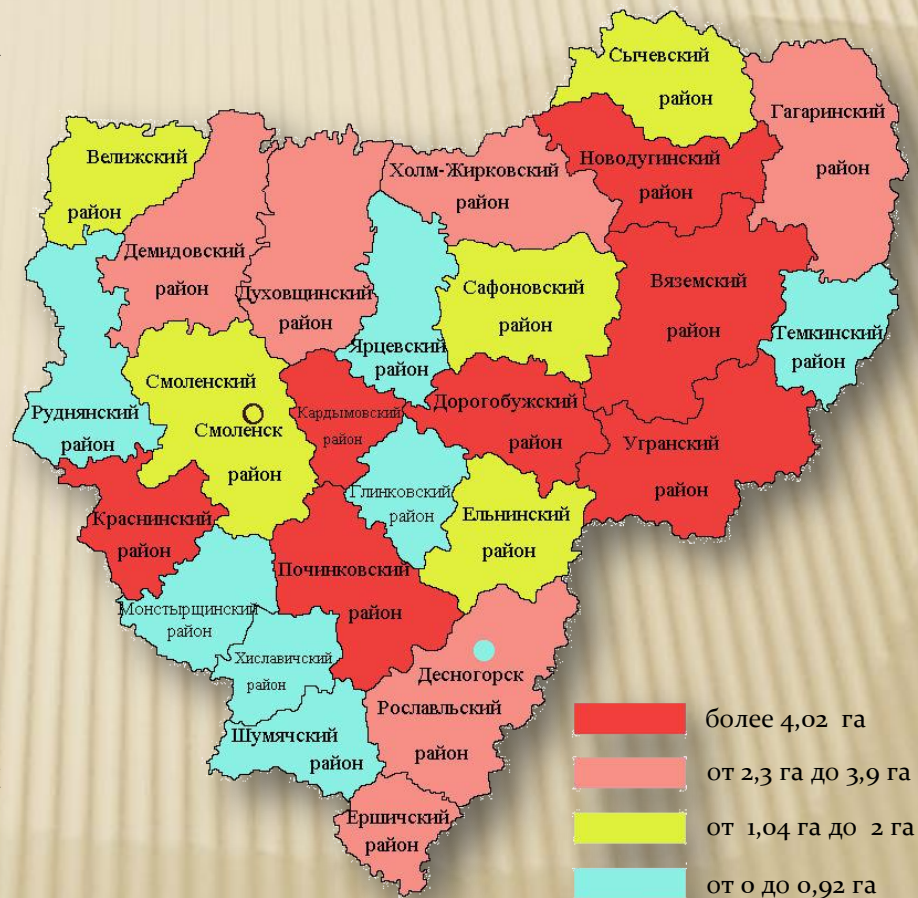 Сычевский
район
Гагаринский
район
Велижский
район
Холм-Жирковский
район
Новодугинский
район
Демидовский
район
Духовщинский
район
Сафоновский
район
Вяземский
район
Темкинский
район
Ярцевский
район
Руднянский
район
Смоленский
Смоленск
район
Кардымовский
район
Дорогобужский
район
Угранский
район
Глинковский
район
Ельнинский
район
Краснинский
район
Починковский
район
Монстырщинский
район
Хиславичский
район
Десногорск
Рославльский
район
Шумячский
район
Ершичский
район
более 4,02 га
от 2,3 га до 3,9 га
от 1,04 га до 2 га
от 0 до 0,92 га